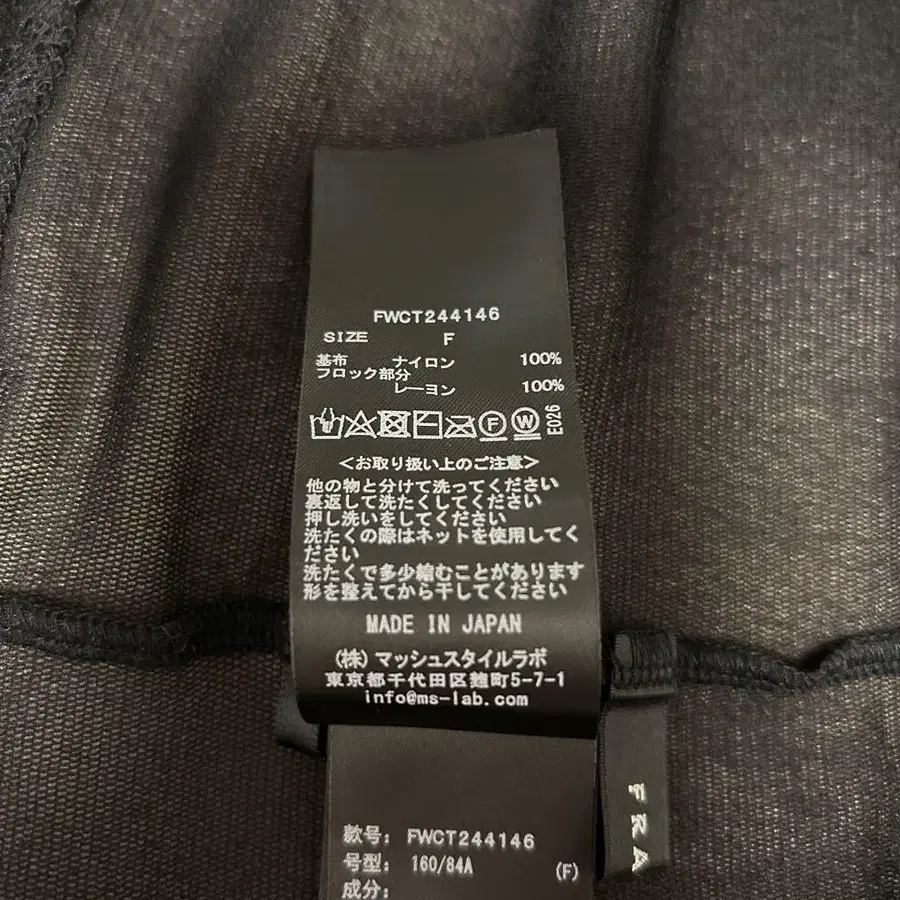 FWCT244146
SIZE F
基布 ナイロン 100%
フロック部分
レーヨン 100%
F W E026
<お取り扱い上のご注意>
他の物と分けて洗ってください
裏返して洗たくしてください
押し洗いをしてください
洗たくの際はネットを使用してく
ださい
洗たくで多少縮むことがあります
形を整えてから干してください
MADE IN JAPAN
(株) マッシュスタイルラボ
東京都千代田区麹町5-7-1
info@ms-lab.com
款号: FWCT244146
号型: 160/84A (F)
成分:
FRA